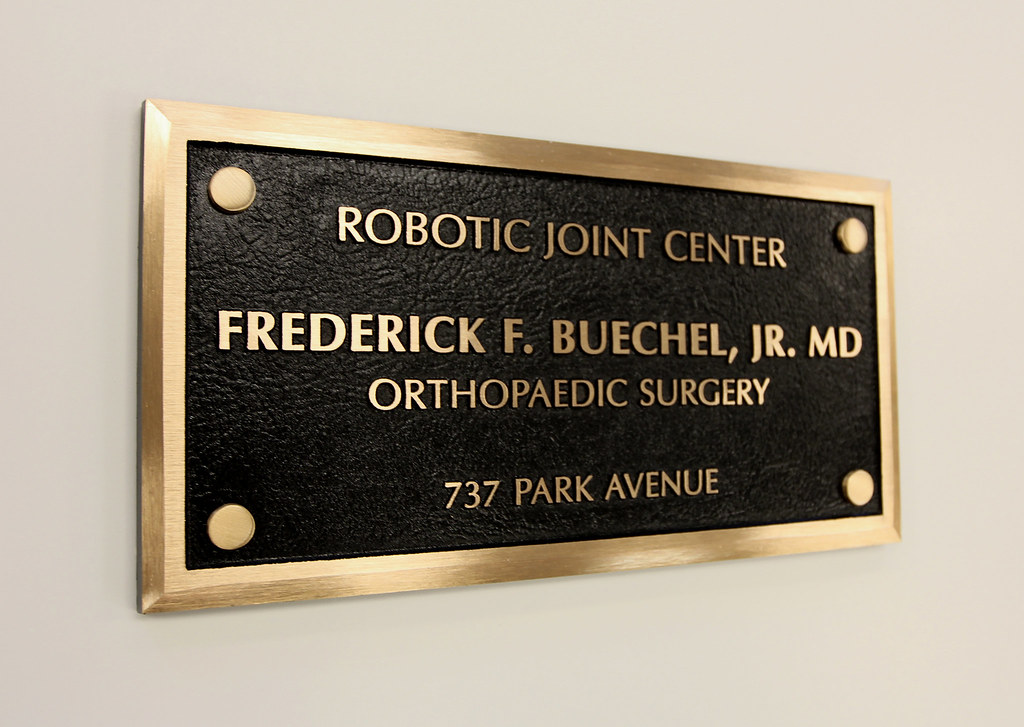 ROBOTIC JOINT CENTER
FREDERICK F. BUECHEL, JR. MD
ORTHOPAEDIC SURGERY
737 PARK AVENUE